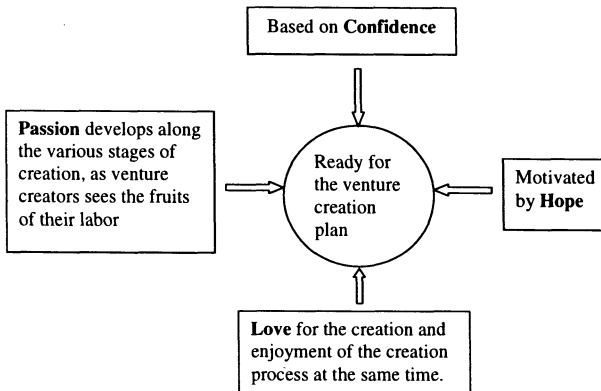 Based on Confidence
Passion develops along
the various stages of
creation, as venture
creators sees the fruits
of their labor
Ready for
the venture
creation
plan
Motivated
by Hope
Love for the creation and
enjoyment of the creation
process at the same time.